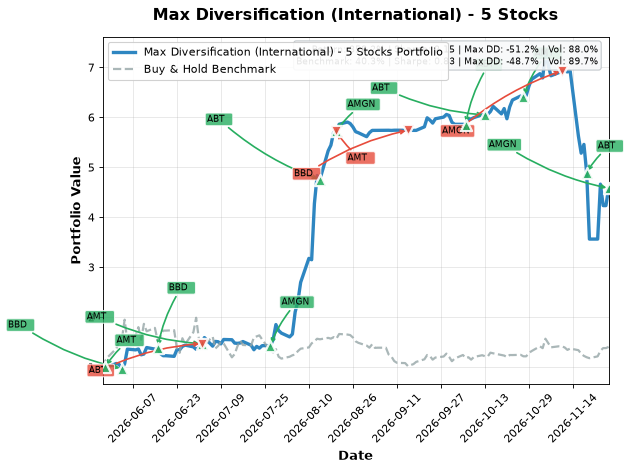 Max Diversification (International) - 5 Stocks
Max Diversification (International) - 5 Stocks Portfolio
Buy & Hold Benchmark
5 | Max DD: -51.2% | Vol: 88.0%
3 | Max DD: -48.7% | Vol: 89.7%
ABT
AMGN
ABT
AMT
BBD
AMGN
ABT
BBD
AMGN
AMT
BBD
AMT
Portfolio Value
7
6
5
4
3
2026-06-07
2026-06-23
2026-07-09
2026-07-25
2026-08-10
2026-08-26
2026-09-11
2026-09-27
2026-10-13
2026-10-29
2026-11-14
Date